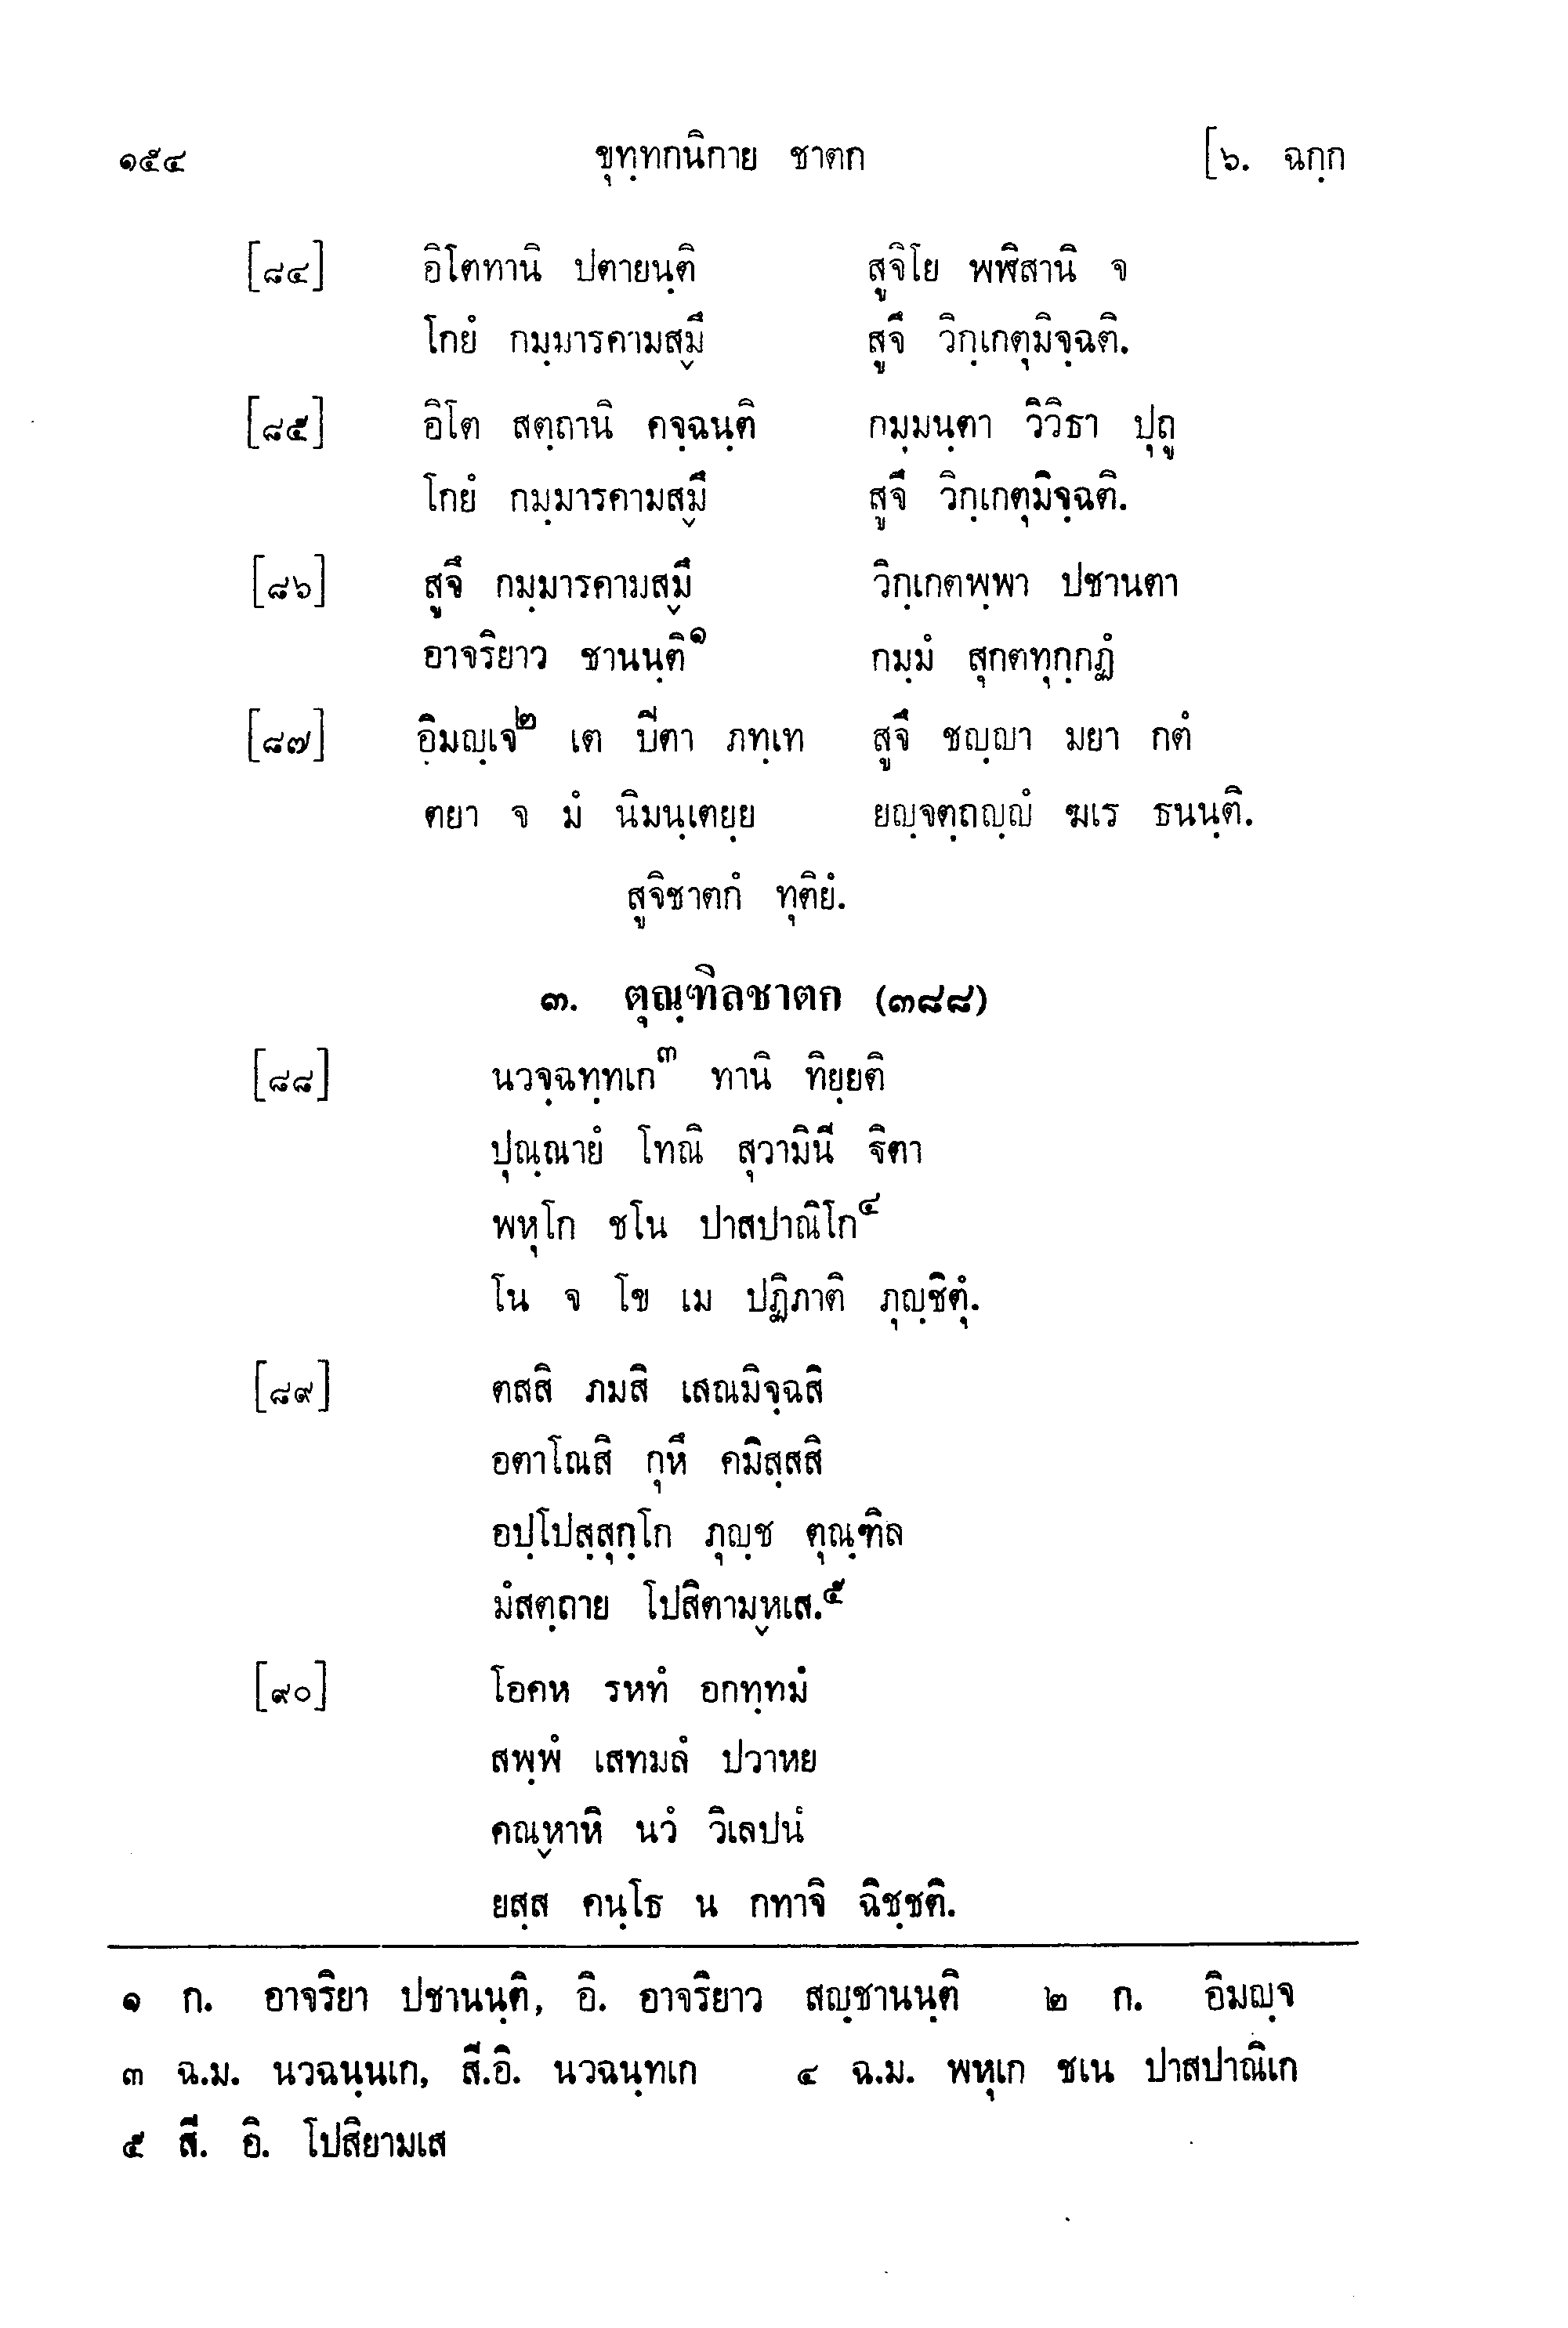 ๑๕๔ ขุทฺทกนิกาย ชาตก [๖. ฉกฺก
[๘๔] อิโตทานิ ปตายนฺติ สูจิโย พฬิสานิ จ
โกยํ กมฺมารคามสฺมึ สูจึ วิกฺเกตุมิจฺฉติ.
[๘๕] อิโต สตฺถานิ คจฺฉนฺติ กมฺมนฺตา วิวิธา ปุถู
โกยํ กมฺมารคามสฺมึ สูจึ วิกฺเกตุมิจฺฉติ.
[๘๖] สูจึ กมฺมารคามสฺมึ วิกฺเกตพฺพา ปชานตา
อาจริยาว ชานนฺติ๑ กมฺมํ สุกตทุกฺกฏํ
[๘๗] อิมญฺเจ๒ เต ปีตา ภทฺเท สูจึ ชญฺญา มยา กตํ
ตยา จ มํ นิมนฺเตยฺย ยญฺจตฺถญฺญํ ฆเร ธนนฺติ.
สูจิชาตกํ ทุติยํ.
๓. ตุณฺฑิลชาตก (๓๘๘)
[๘๘] นวจฺฉทฺทเก๓ ทานิ ทิยฺยติ
ปุณฺณายํ โทณิ สุวามินี ฐิตา
พหุโก ชโน ปาสปาณิโก๔
โน จ โข เม ปฏิภาติ ภุญฺชิตุํ.
[๘๙] ตสสิ ภมสิ เลณมิจฺฉสิ
อตาโณสิ กุหึ คมิสฺสสิ
อปฺโปสฺสุกฺโก ภุญฺช ตุณฺฑิล
มํสตฺถาย โปสิตามฺหเส.๕
[๙๐] โอคห รหทํ อกทฺทมํ
สพฺพํ เสทมลํ ปวาหย
คณฺหาหิ นวํ วิเลปนํ
ยสฺส คนฺโธ น กทาจิ ฉิชฺชติ.
๑ ก. อาจริยา ปชานนฺติ, อิ. อาจริยาว สญฺชานนฺติ ๒ ก. อิมญฺจ
๓ ฉ.ม. นวฉนฺนเก, สี.อิ. นวฉนฺทเก ๔ ฉ.ม. พหุเก ชเน ปาสปาณิเก
๕ สี. อิ. โปสิยามเส